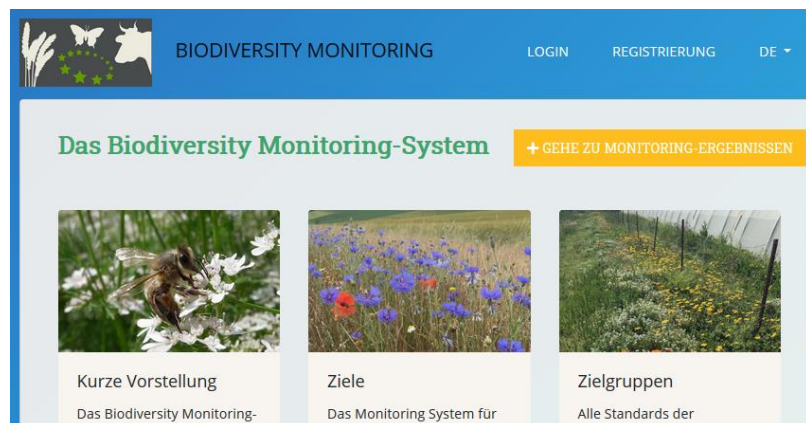 BIODIVERSITY MONITORING LOGIN REGISTRIERUNG DE
Das Biodiversity Monitoring-System + GEHE ZU MONITORING-ERGEBNISSEN
Kurze Vorstellung
Das Biodiversity Monitoring-
Ziele
Das Monitoring System für
Zielgruppen
Alle Standards der